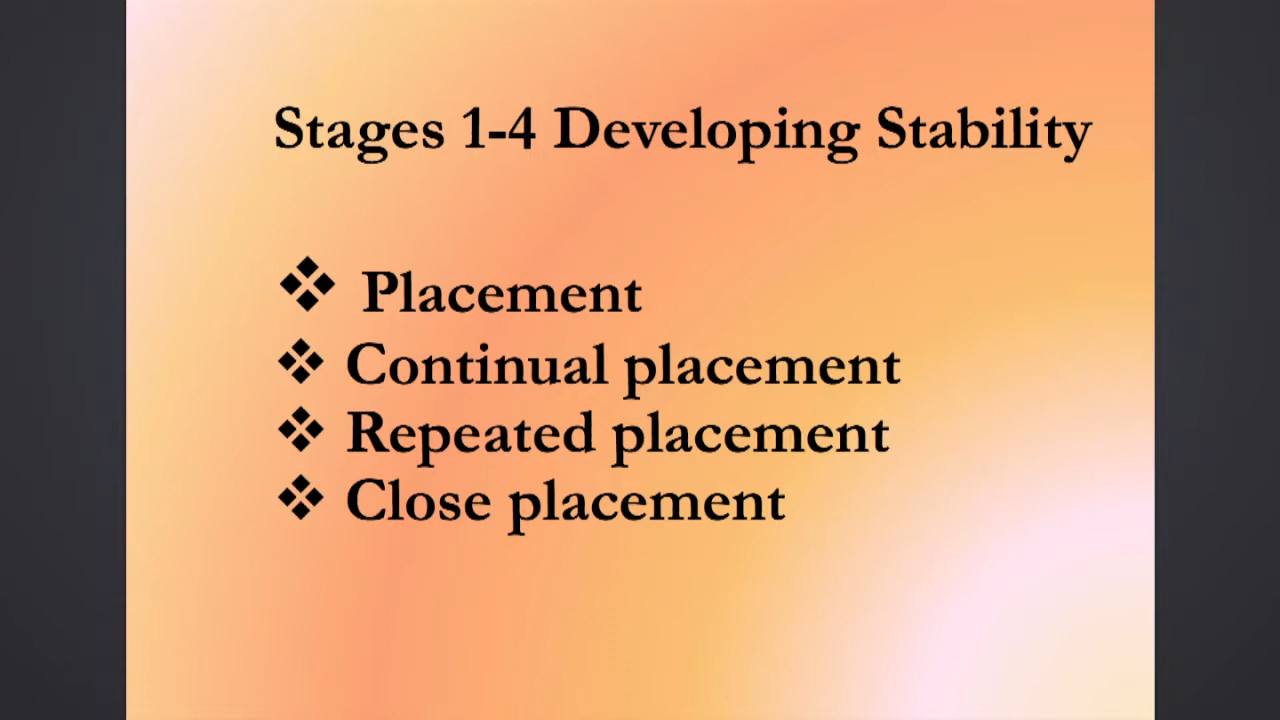 Stages 1-4 Developing Stability
❖ Placement
❖ Continual placement
❖ Repeated placement
❖ Close placement